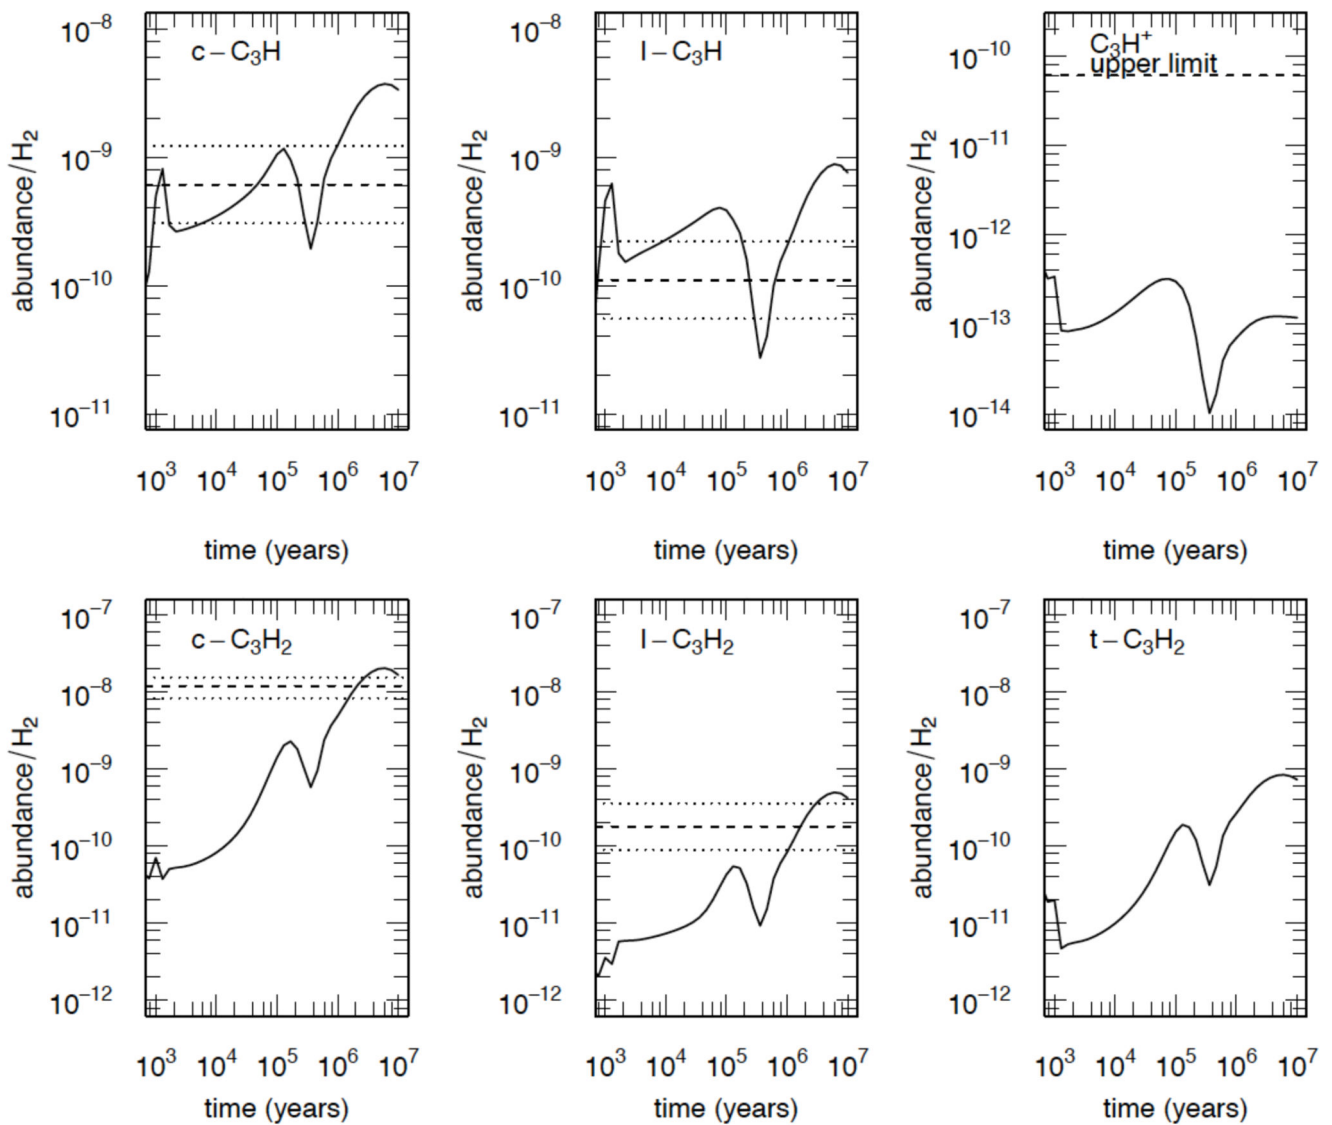 c – C₃H
10⁻⁸
10⁻⁹
10⁻¹⁰
10⁻¹¹
abundance/H₂
10³ 10⁴ 10⁵ 10⁶ 10⁷
time (years)
l – C₃H
10⁻⁸
10⁻⁹
10⁻¹⁰
10⁻¹¹
abundance/H₂
10³ 10⁴ 10⁵ 10⁶ 10⁷
time (years)
C₃H⁺
upper limit
10⁻¹⁰
10⁻¹¹
10⁻¹²
10⁻¹³
10⁻¹⁴
abundance/H₂
10³ 10⁴ 10⁵ 10⁶ 10⁷
time (years)
c – C₃H₂
10⁻⁷
10⁻⁸
10⁻⁹
10⁻¹⁰
10⁻¹¹
10⁻¹²
abundance/H₂
10³ 10⁴ 10⁵ 10⁶ 10⁷
time (years)
l – C₃H₂
10⁻⁷
10⁻⁸
10⁻⁹
10⁻¹⁰
10⁻¹¹
10⁻¹²
abundance/H₂
10³ 10⁴ 10⁵ 10⁶ 10⁷
time (years)
t – C₃H₂
10⁻⁷
10⁻⁸
10⁻⁹
10⁻¹⁰
10⁻¹¹
10⁻¹²
abundance/H₂
10³ 10⁴ 10⁵ 10⁶ 10⁷
time (years)